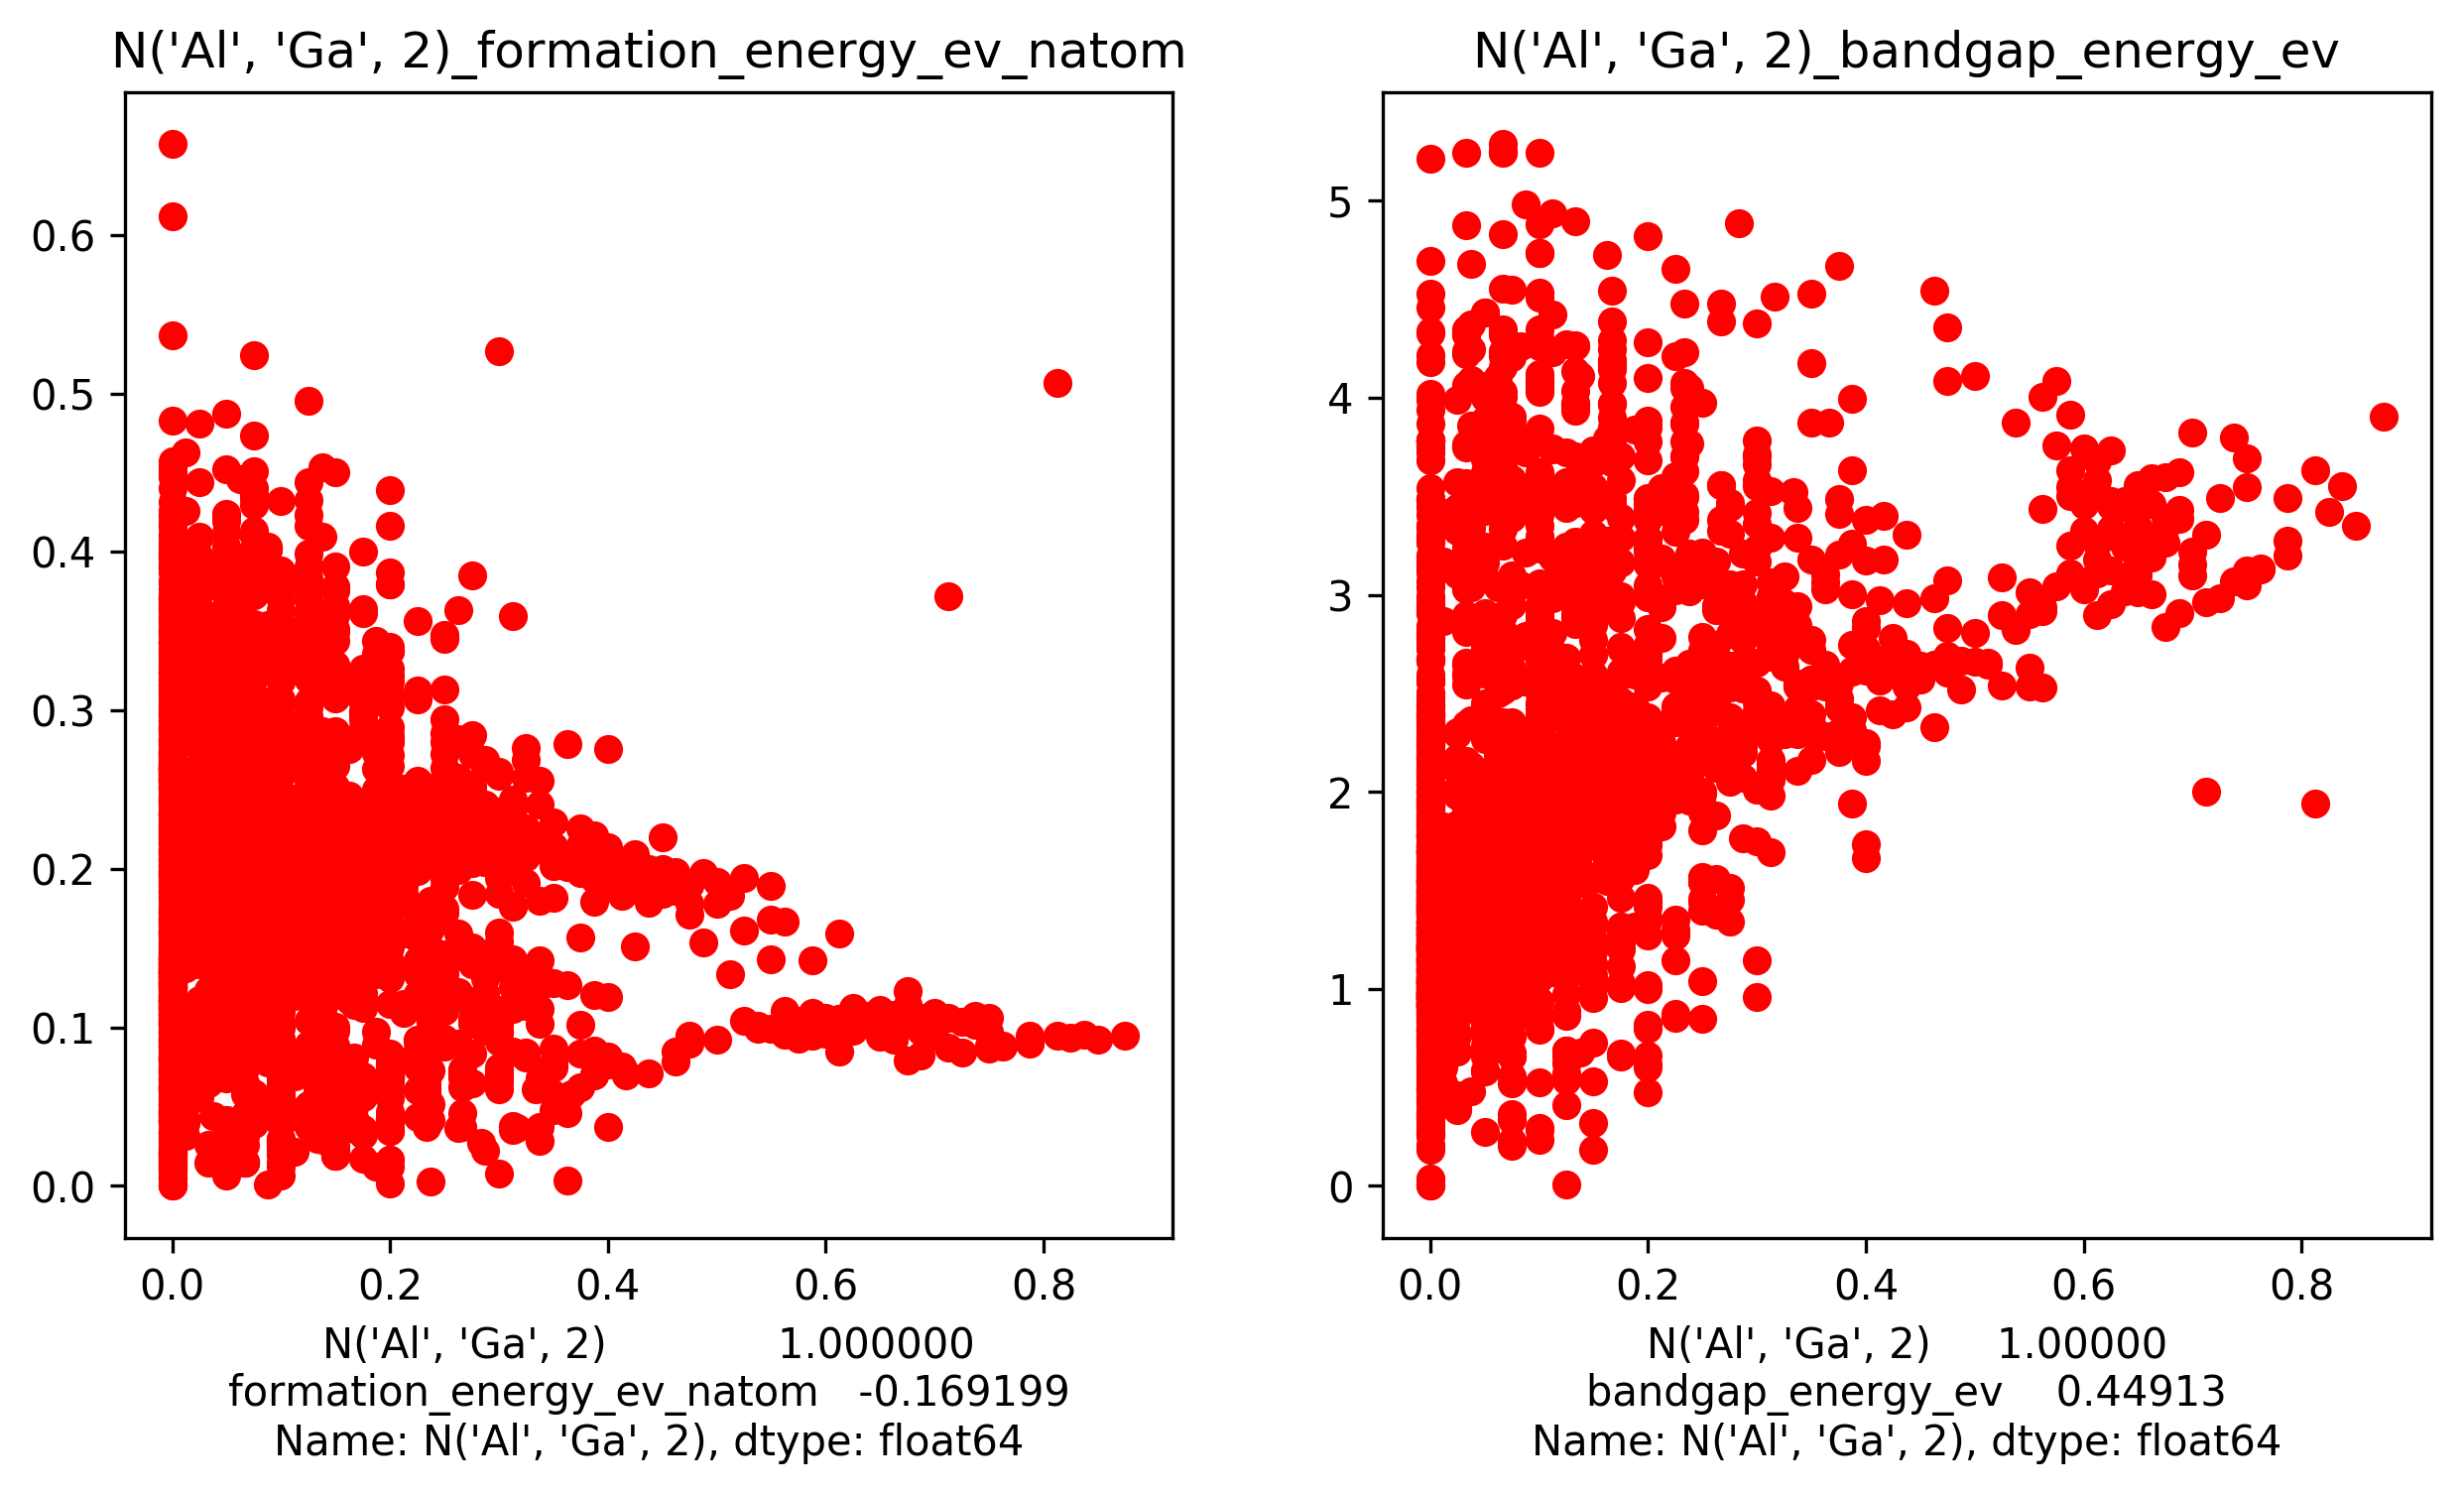 N('Al', 'Ga', 2)_formation_energy_ev_natom
0.6
0.5
0.4
0.3
0.2
0.1
0.0
0.0 0.2 0.4 0.6 0.8
N('Al', 'Ga', 2) 1.000000
formation_energy_ev_natom -0.169199
Name: N('Al', 'Ga', 2), dtype: float64
N('Al', 'Ga', 2)_bandgap_energy_ev
5
4
3
2
1
0
0.0 0.2 0.4 0.6 0.8
N('Al', 'Ga', 2) 1.00000
bandgap_energy_ev 0.44913
Name: N('Al', 'Ga', 2), dtype: float64